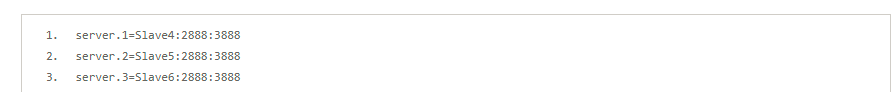 1. server.1=Slave4:2888:3888
2. server.2=Slave5:2888:3888
3. server.3=Slave6:2888:3888